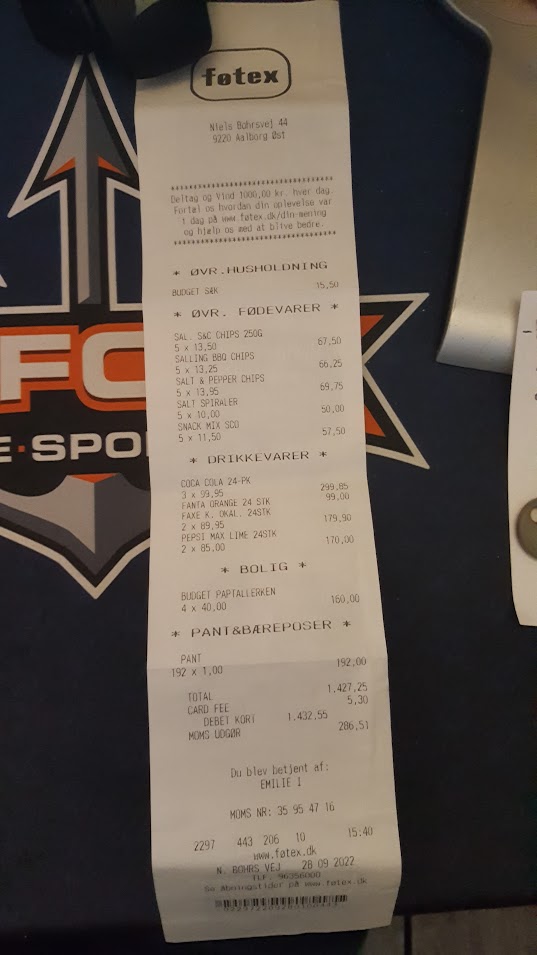 føtex
Niels Bohrsvej 44
9220 Aalborg Øst
Deltag og Vind 1000,00 kr. hver dag.
Fortæl os hvordan din oplevelse var
i dag på www.føtex.dk/din-mening
og hjælp os med at blive bedre.
* ØVR.HUSHOLDNING
BUDGET SÆK 15,50
* ØVR. FØDEVARER *
SAL. S&C CHIPS 250G
5 x 13,50 67,50
SALLING BBQ CHIPS
5 x 13,25 66,25
SALT & PEPPER CHIPS
5 x 13,95 69,75
SALT SPIRALER
5 x 10,00 50,00
SNACK MIX SCO
5 x 11,50 57,50
* DRIKKEVARER *
COCA COLA 24-PK
3 x 99,95 299,85
FANTA ORANGE 24 STK 99,00
FAXE K. OKAL. 24STK
2 x 89,95 179,90
PEPSI MAX LIME 24STK
2 x 85,00 170,00
* BOLIG *
BUDGET PAPTALLERKEN
4 x 40,00 160,00
* PANT&BÆREPOSER *
PANT
192 x 1,00 192,00
TOTAL 1.427,25
CARD FEE 5,30
DEBET KORT 1.432,55
MOMS UDGØR 286,51
Du blev betjent af:
EMILIE I
MOMS NR: 35 95 47 16
2297 443 206 10 15:40
www.føtex.dk
N. BOHRS VEJ 28 09 2022
TLF. 96356000
Se åbningstider på www.føtex.dk
FC
E·SPO